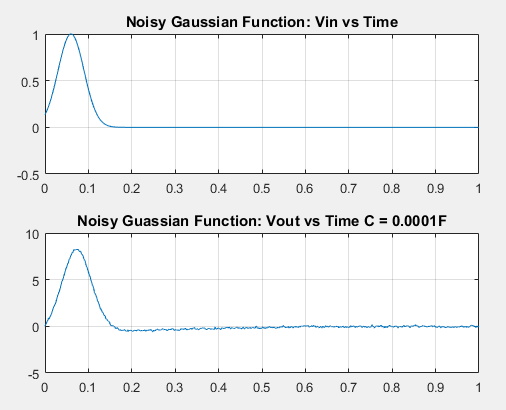 Noisy Gaussian Function: Vin vs Time
1
0.5
0
-0.5
0 0.1 0.2 0.3 0.4 0.5 0.6 0.7 0.8 0.9 1
Noisy Guassian Function: Vout vs Time C = 0.0001F
10
5
0
-5
0 0.1 0.2 0.3 0.4 0.5 0.6 0.7 0.8 0.9 1